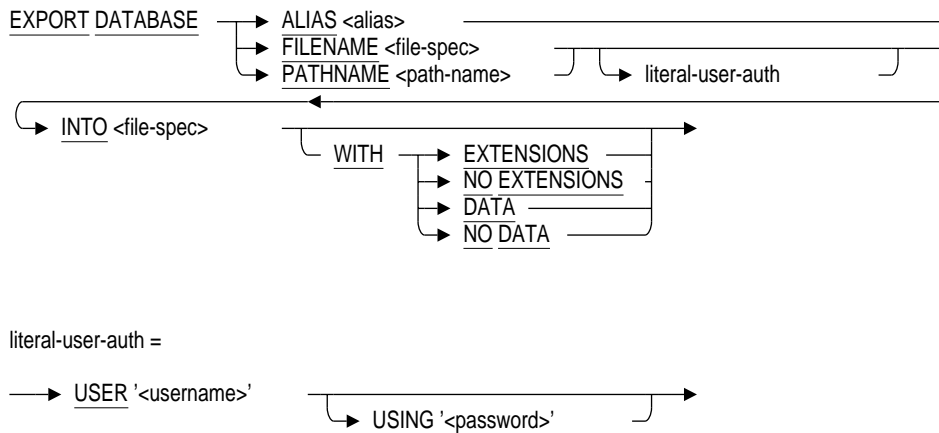 EXPORT DATABASE ALIAS <alias>
FILENAME <file-spec>
PATHNAME <path-name> literal-user-auth
INTO <file-spec>
WITH EXTENSIONS
NO EXTENSIONS
DATA
NO DATA
literal-user-auth =
USER ’<username>’
USING ’<password>’